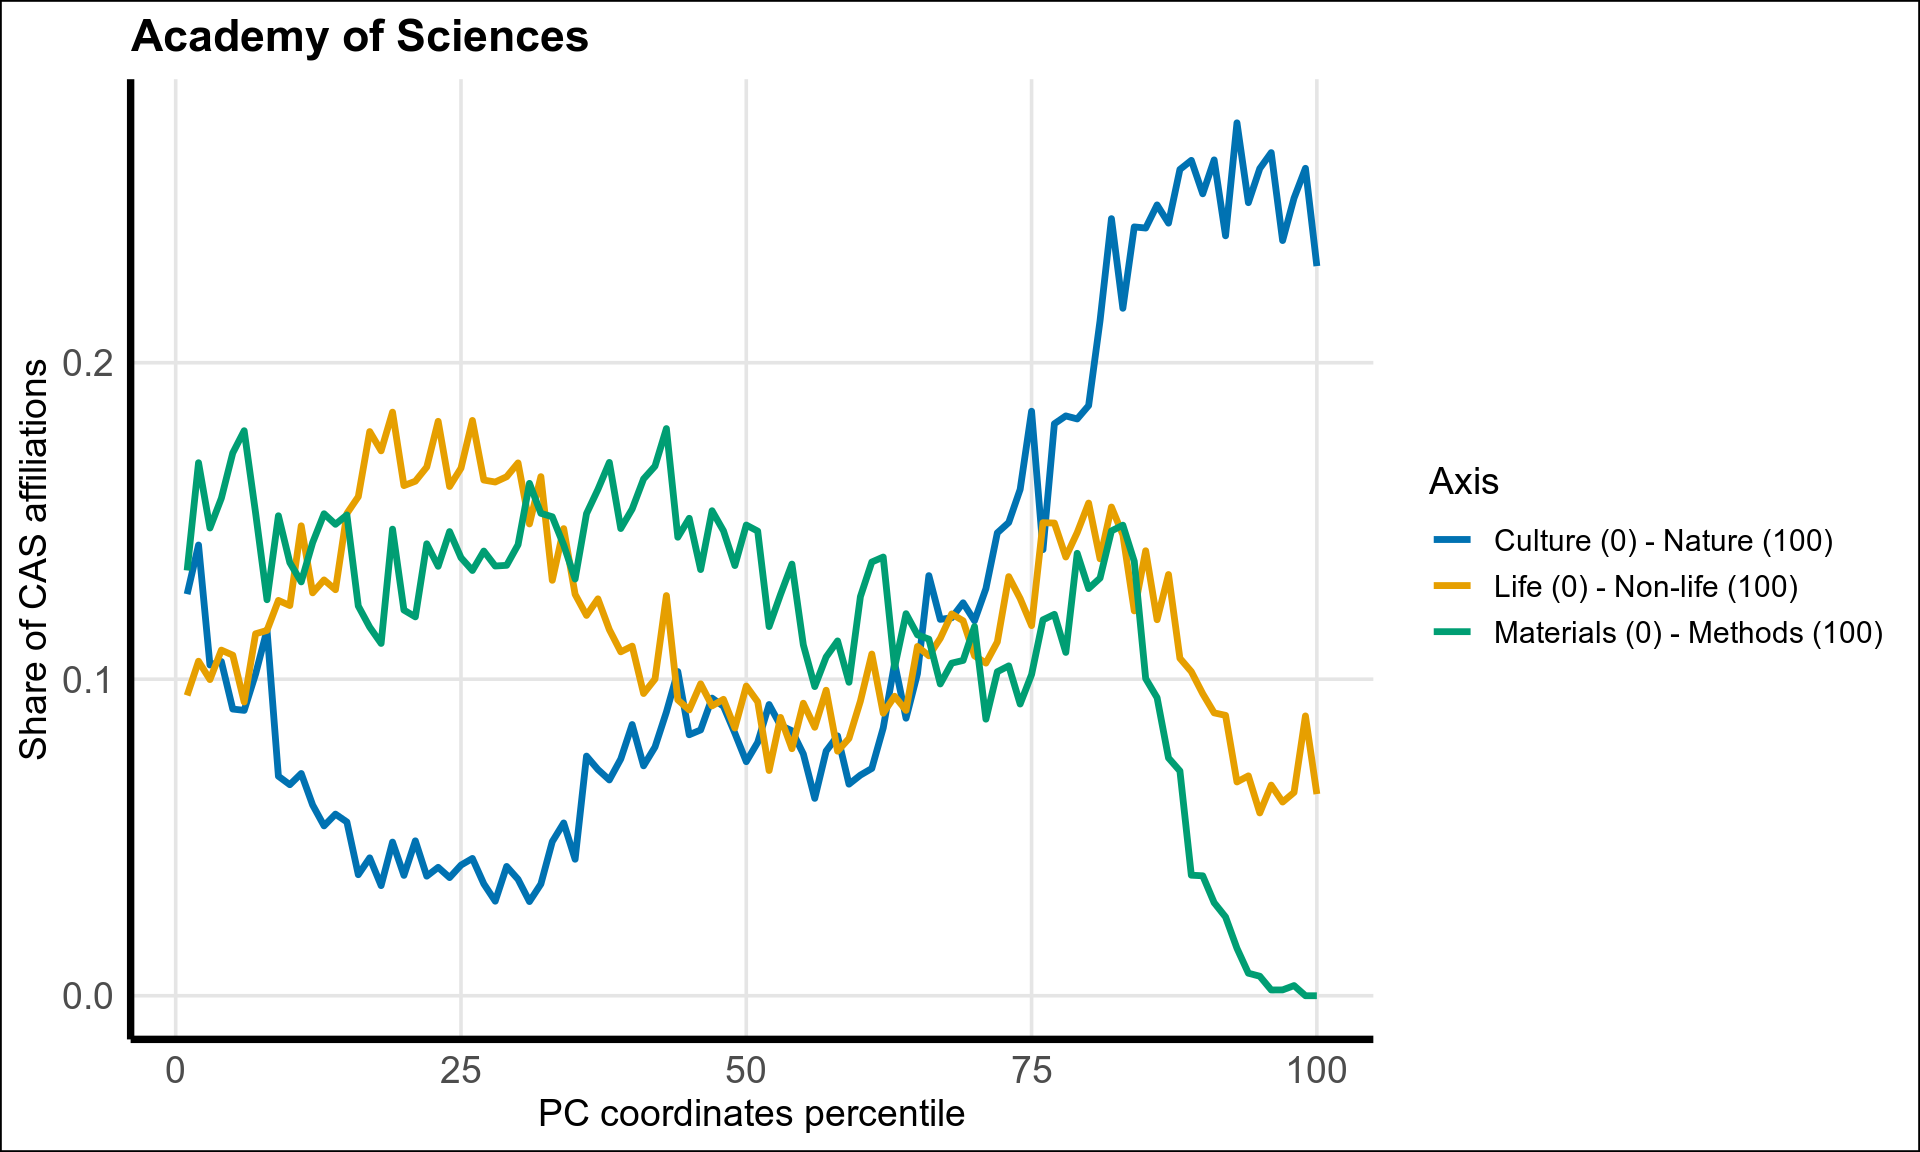 Academy of Sciences
Share of CAS affiliations
0.2
0.1
0.0
0
25
50
75
100
PC coordinates percentile
Axis
Culture (0) - Nature (100)
Life (0) - Non-life (100)
Materials (0) - Methods (100)